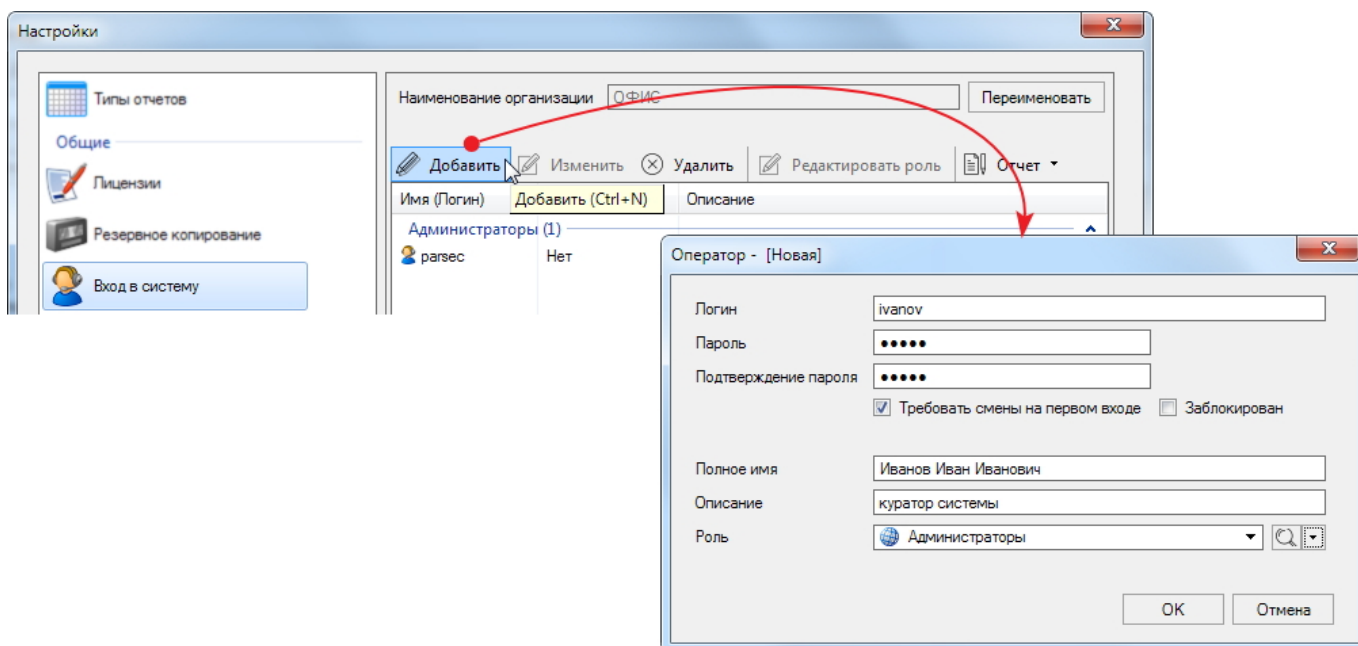 Настройки
Типы отчетов
Общие
Лицензии
Резервное копирование
Вход в систему
Наименование организации ОФИС Переименовать
Добавить Изменить Удалить Редактировать роль Отчет
Имя (Логин) Добавить (Ctrl+N) Описание
Администраторы (1)
parsec Нет
Оператор - [Новая]
Логин ivanov
Пароль •••••
Подтверждение пароля •••••
Требовать смены на первом входе Заблокирован
Полное имя Иванов Иван Иванович
Описание куратор системы
Роль Администраторы
OK Отмена